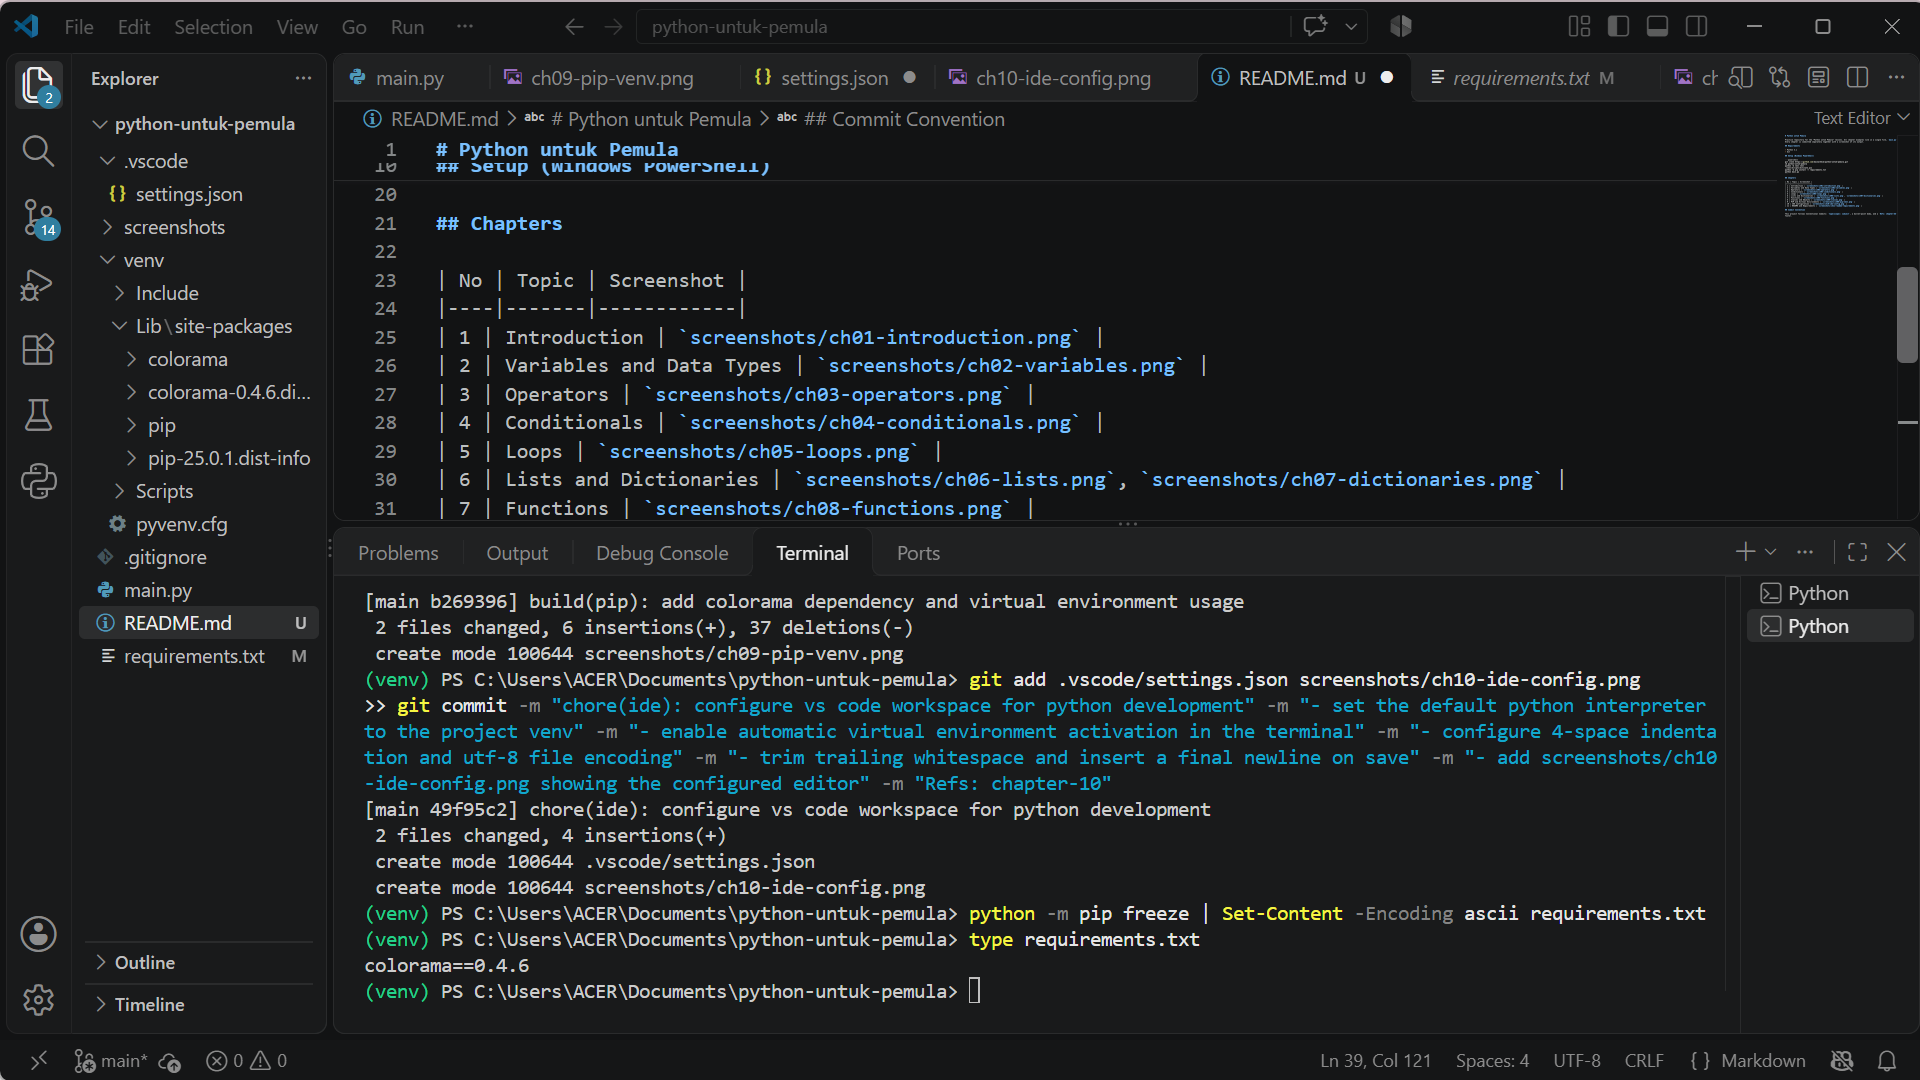 File Edit Selection View Go Run ···
python-untuk-pemula
Explorer ···
2
14
python-untuk-pemula
.vscode
{} settings.json
screenshots
venv
Include
Lib\site-packages
colorama
colorama-0.4.6.di...
pip
pip-25.0.1.dist-info
Scripts
pyvenv.cfg
.gitignore
main.py
README.md U
requirements.txt M
Outline
Timeline
main.py ch09-pip-venv.png {} settings.json ch10-ide-config.png README.md U requirements.txt M ch ···
README.md > abc # Python untuk Pemula > abc ## Commit Convention Text Editor
1 # Python untuk Pemula
10 ## Setup (Windows PowerShell)
20
21 ## Chapters
22
23 | No | Topic | Screenshot |
24 |----|-------|------------|
25 | 1 | Introduction | `screenshots/ch01-introduction.png` |
26 | 2 | Variables and Data Types | `screenshots/ch02-variables.png` |
27 | 3 | Operators | `screenshots/ch03-operators.png` |
28 | 4 | Conditionals | `screenshots/ch04-conditionals.png` |
29 | 5 | Loops | `screenshots/ch05-loops.png` |
30 | 6 | Lists and Dictionaries | `screenshots/ch06-lists.png`, `screenshots/ch07-dictionaries.png` |
31 | 7 | Functions | `screenshots/ch08-functions.png` |
Problems Output Debug Console Terminal Ports
[main b269396] build(pip): add colorama dependency and virtual environment usage
2 files changed, 6 insertions(+), 37 deletions(-)
create mode 100644 screenshots/ch09-pip-venv.png
(venv) PS C:\Users\ACER\Documents\python-untuk-pemula> git add .vscode/settings.json screenshots/ch10-ide-config.png
>> git commit -m "chore(ide): configure vs code workspace for python development" -m "- set the default python interpreter
to the project venv" -m "- enable automatic virtual environment activation in the terminal" -m "- configure 4-space indenta
tion and utf-8 file encoding" -m "- trim trailing whitespace and insert a final newline on save" -m "- add screenshots/ch10
-ide-config.png showing the configured editor" -m "Refs: chapter-10"
[main 49f95c2] chore(ide): configure vs code workspace for python development
2 files changed, 4 insertions(+)
create mode 100644 .vscode/settings.json
create mode 100644 screenshots/ch10-ide-config.png
(venv) PS C:\Users\ACER\Documents\python-untuk-pemula> python -m pip freeze | Set-Content -Encoding ascii requirements.txt
(venv) PS C:\Users\ACER\Documents\python-untuk-pemula> type requirements.txt
colorama==0.4.6
(venv) PS C:\Users\ACER\Documents\python-untuk-pemula>
Python
Python
main* 0 0 Ln 39, Col 121 Spaces: 4 UTF-8 CRLF {} Markdown